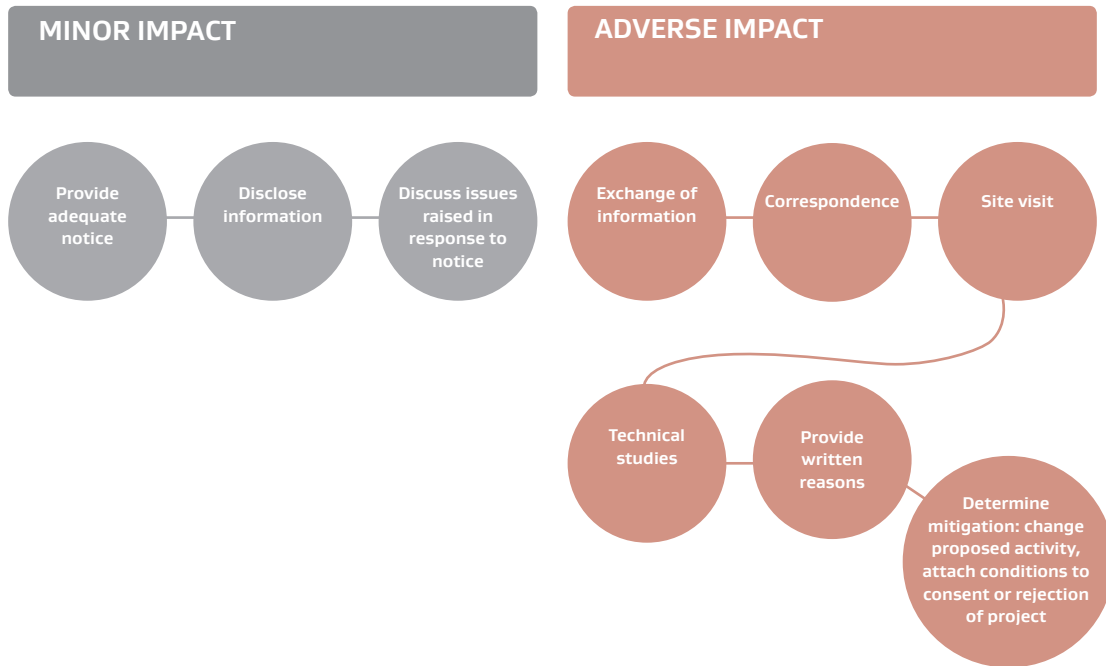 MINOR IMPACT
Provide
adequate
notice
Disclose
information
Discuss issues
raised in
response to
notice
ADVERSE IMPACT
Exchange of
information
Correspondence
Site visit
Technical
studies
Provide
written
reasons
Determine
mitigation: change
proposed activity,
attach conditions to
consent or rejection
of project